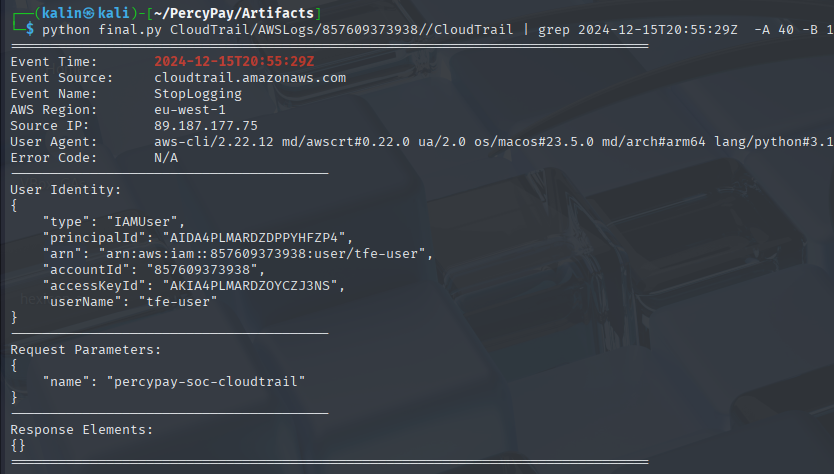 ┌──(kalin㉿kali)-[~/PercyPay/Artifacts]
└─$ python final.py CloudTrail/AWSLogs/857609373938//CloudTrail | grep 2024-12-15T20:55:29Z  -A 40 -B 1
================================================================================
Event Time:       2024-12-15T20:55:29Z
Event Source:     cloudtrail.amazonaws.com
Event Name:       StopLogging
AWS Region:       eu-west-1
Source IP:        89.187.177.75
User Agent:       aws-cli/2.22.12 md/awscrt#0.22.0 ua/2.0 os/macos#23.5.0 md/arch#arm64 lang/python#3.1
Error Code:       N/A
----------------------------------------
User Identity:
{
    "type": "IAMUser",
    "principalId": "AIDA4PLMARDZDPPYHFZP4",
    "arn": "arn:aws:iam::857609373938:user/tfe-user",
    "accountId": "857609373938",
    "accessKeyId": "AKIA4PLMARDZOYCZJ3NS",
    "userName": "tfe-user"
}
----------------------------------------
Request Parameters:
{
    "name": "percypay-soc-cloudtrail"
}
----------------------------------------
Response Elements:
{}
================================================================================